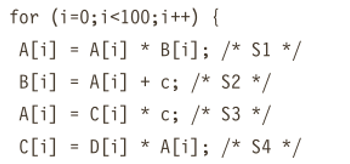 for (i=0;i<100;i++) {
A[i] = A[i] * B[i]; /* S1 */
B[i] = A[i] + c; /* S2 */
A[i] = C[i] * c; /* S3 */
C[i] = D[i] * A[i]; /* S4 */